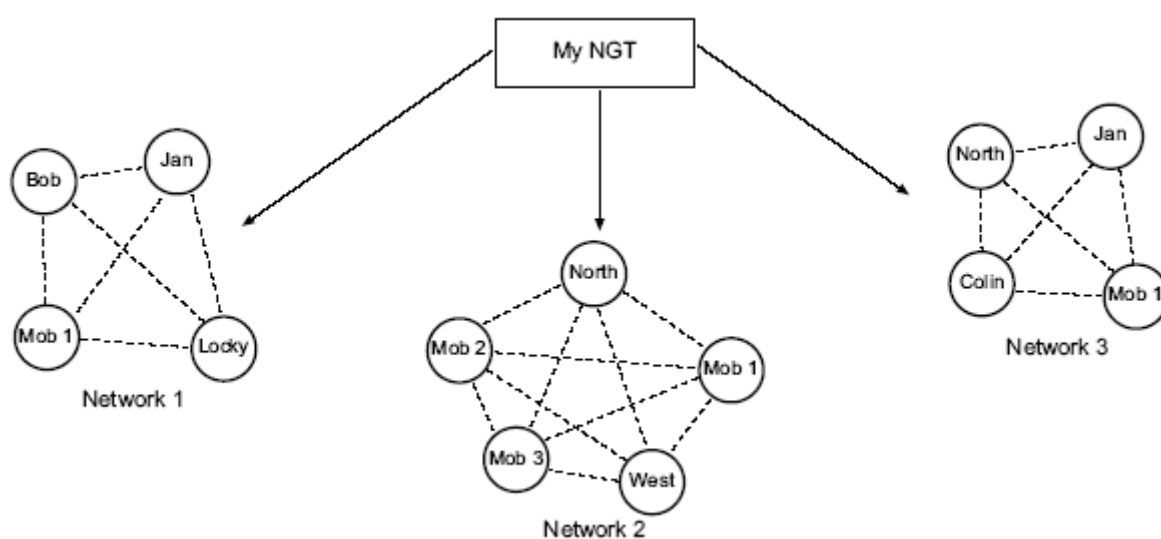 My NGT
Bob
Jan
Mob 1
Locky
Network 1
North
Mob 2
Mob 1
Mob 3
West
Network 2
North
Jan
Colin
Mob 1
Network 3